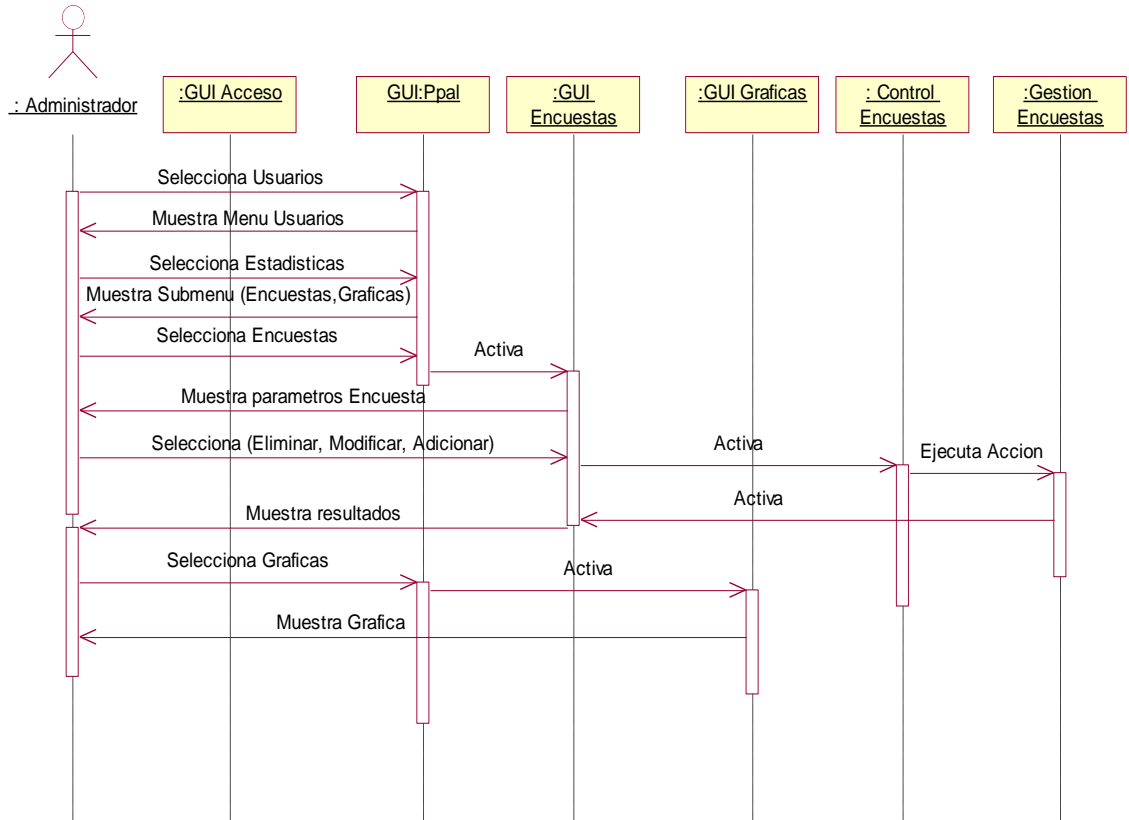 : Administrador
:GUI Acceso
GUI:Ppal
:GUI
Encuestas
:GUI Graficas
: Control
Encuestas
:Gestion
Encuestas
Selecciona Usuarios
Muestra Menu Usuarios
Selecciona Estadisticas
Muestra Submenu (Encuestas,Graficas)
Selecciona Encuestas
Activa
Muestra parametros Encuesta
Selecciona (Eliminar, Modificar, Adicionar)
Activa
Ejecuta Accion
Activa
Muestra resultados
Selecciona Graficas
Activa
Muestra Grafica